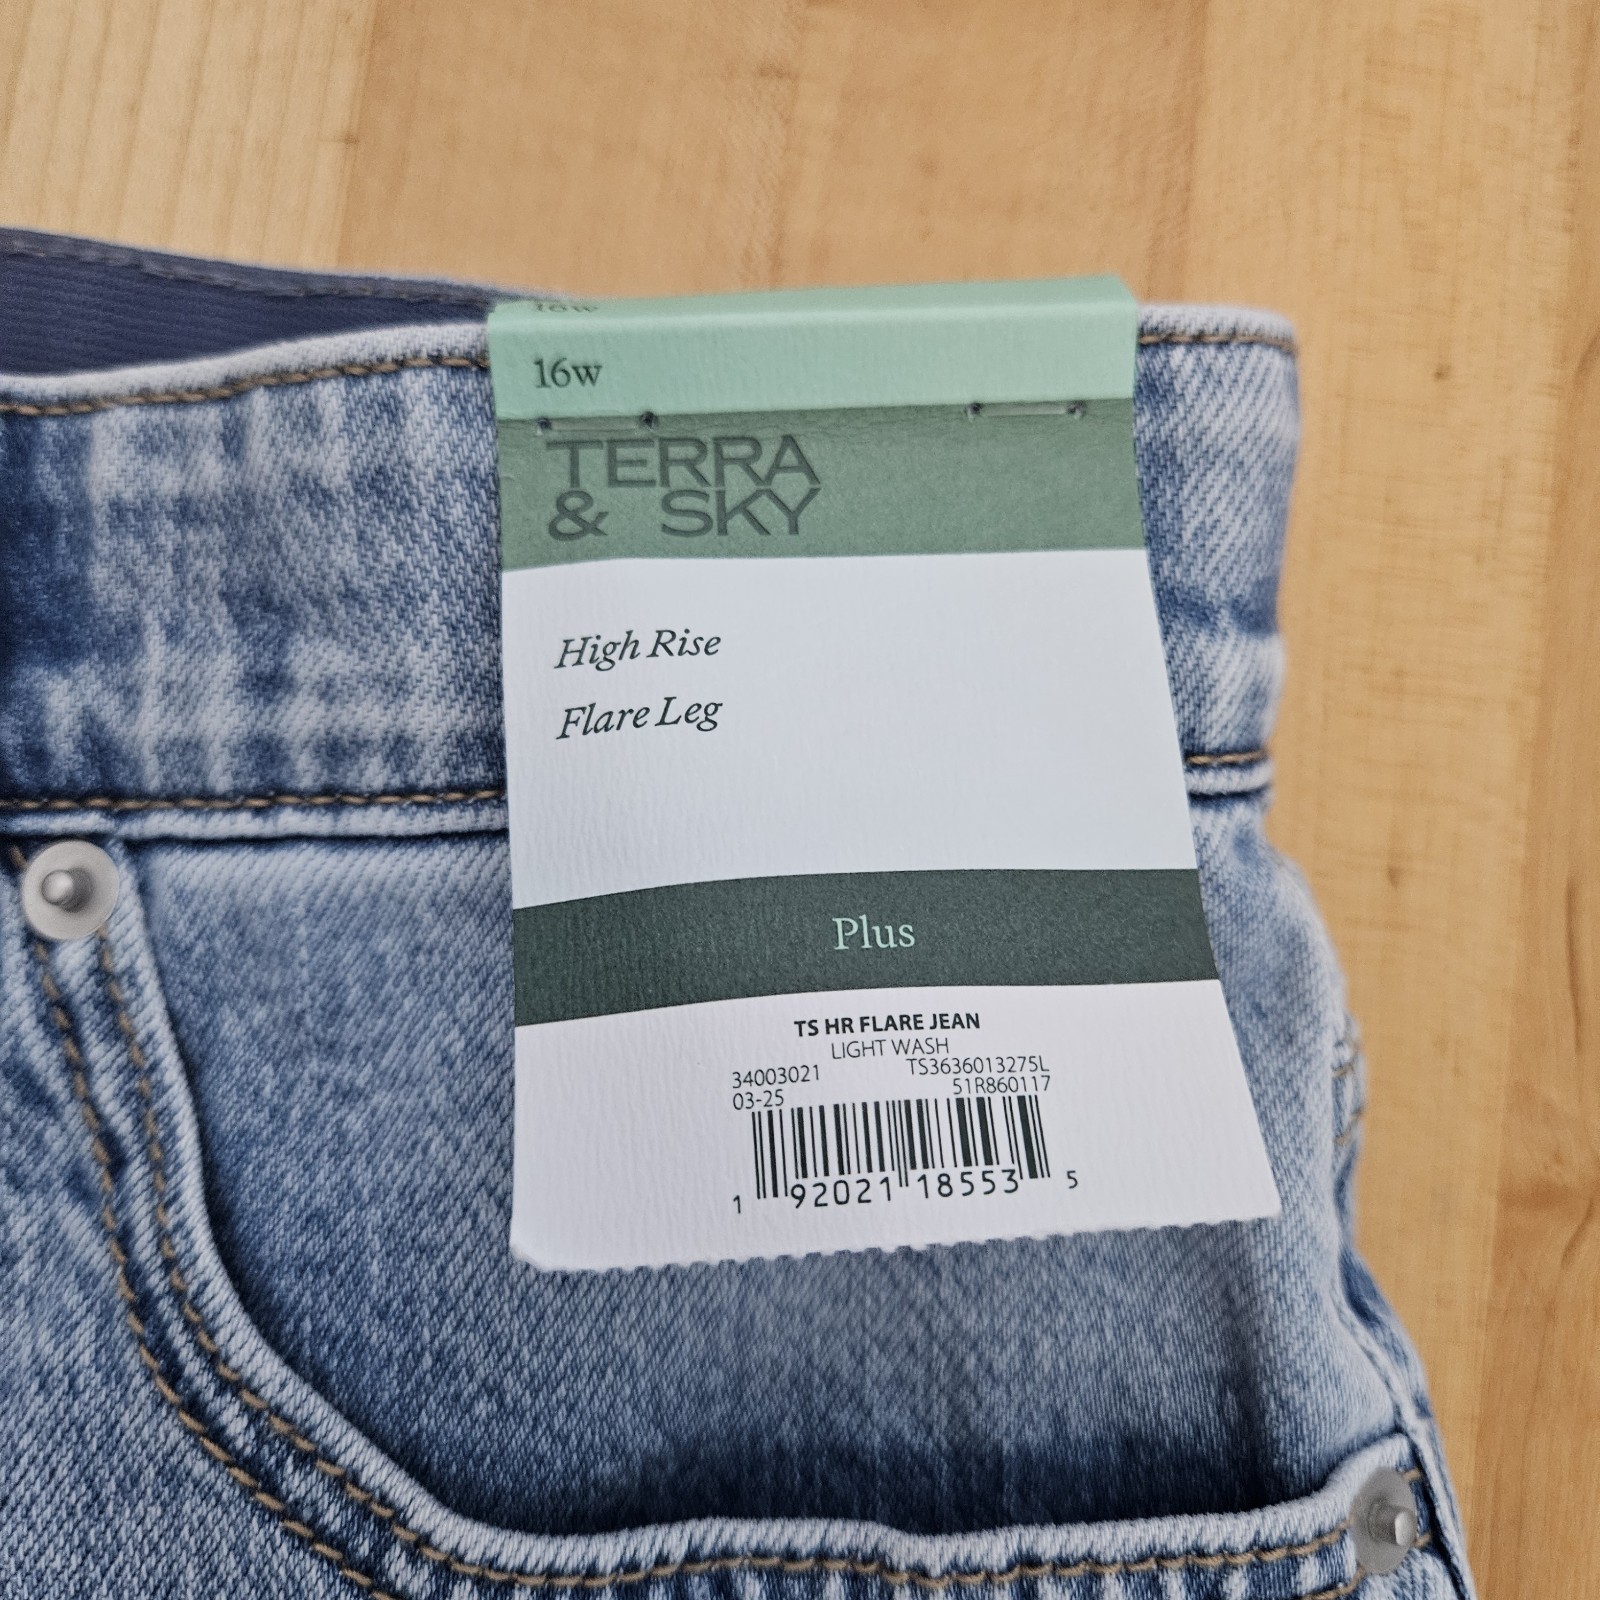 16w
16w
TERRA
& SKY
High Rise
Flare Leg
Plus
TS HR FLARE JEAN
LIGHT WASH
34003021 TS3636013275L
03-25 51R860117
1 92021 18553 5